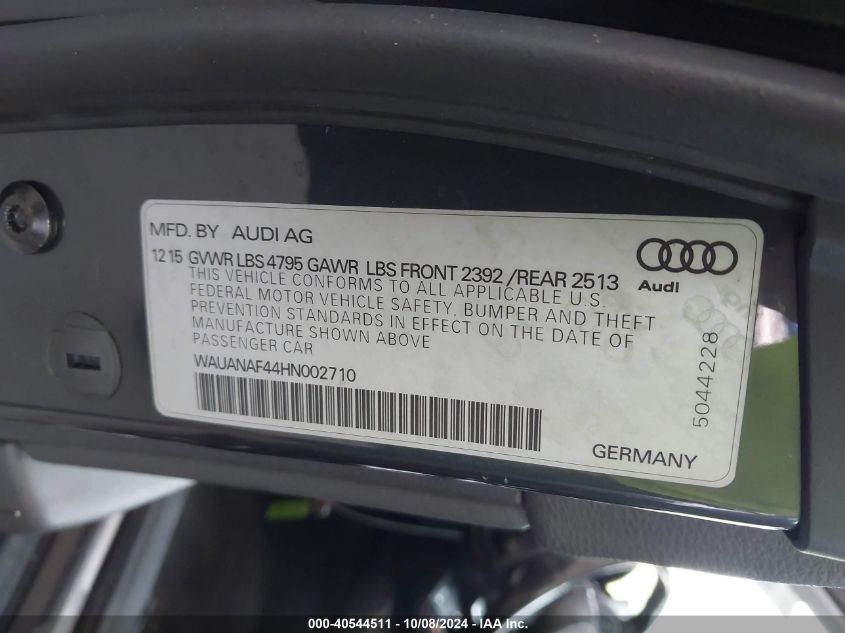 MFD. BY AUDI AG
12 15 GVWR LBS 4795 GAWR LBS FRONT 2392 /REAR 2513
THIS VEHICLE CONFORMS TO ALL APPLICABLE U.S.
FEDERAL MOTOR VEHICLE SAFETY, BUMPER AND THEFT
PREVENTION STANDARDS IN EFFECT ON THE DATE OF
MANUFACTURE SHOWN ABOVE
PASSENGER CAR
WAUANAF44HN002710
Audi
5044228
GERMANY
000-40544511 - 10/08/2024 - IAA Inc.